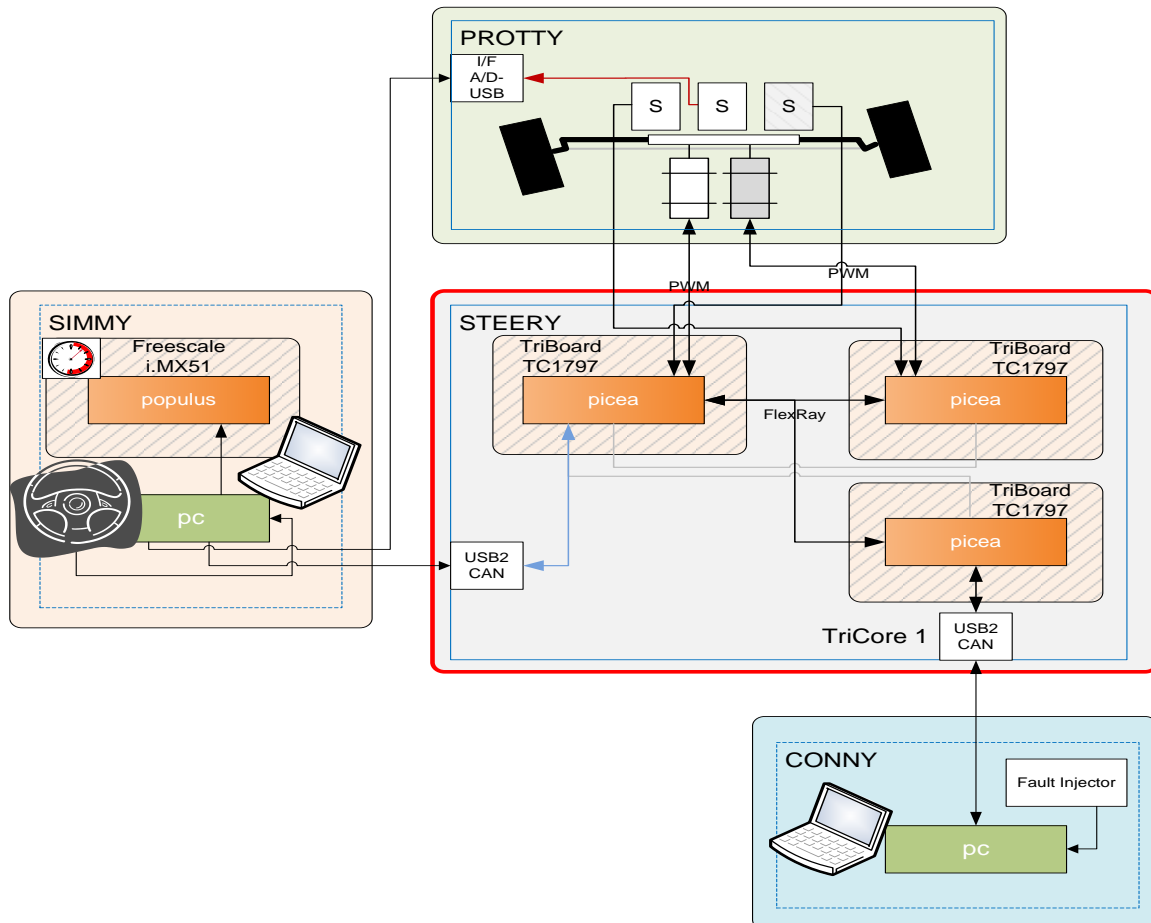 PROTTY
I/F
A/D-
USB
S
S
S
PWM
PWM
SIMMY
Freescale
i.MX51
populus
pc
STEERY
TriBoard
TC1797
picea
FlexRay
TriBoard
TC1797
picea
TriBoard
TC1797
picea
USB2
CAN
TriCore 1
USB2
CAN
CONNY
Fault Injector
pc